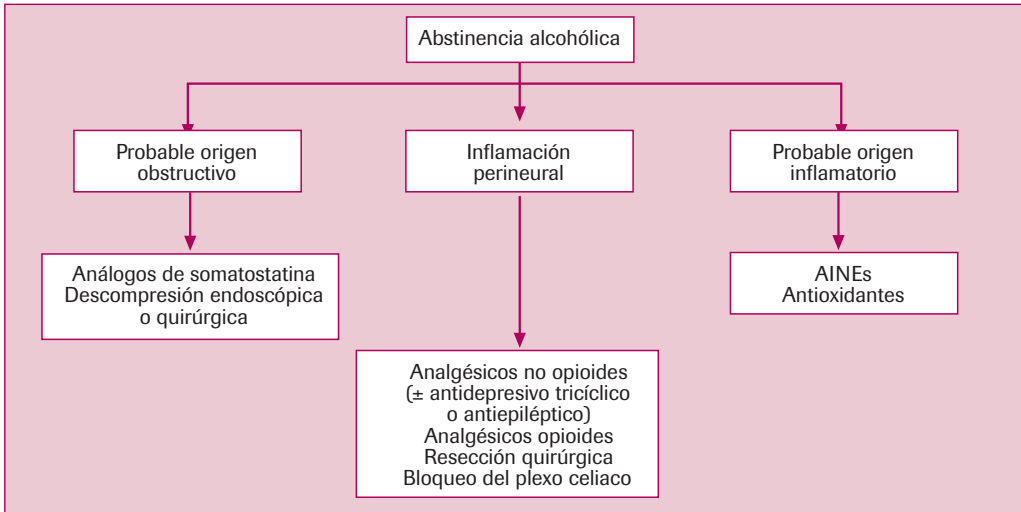 Abstinencia alcohólica
Probable origen
obstructivo
Inflamación
perineural
Probable origen
inflamatorio
Análogos de somatostatina
Descompresión endoscópica
o quirúrgica
AINEs
Antioxidantes
Analgésicos no opioides
(± antidepresivo tricíclico
o antiepiléptico)
Analgésicos opioides
Resección quirúrgica
Bloqueo del plexo celiaco